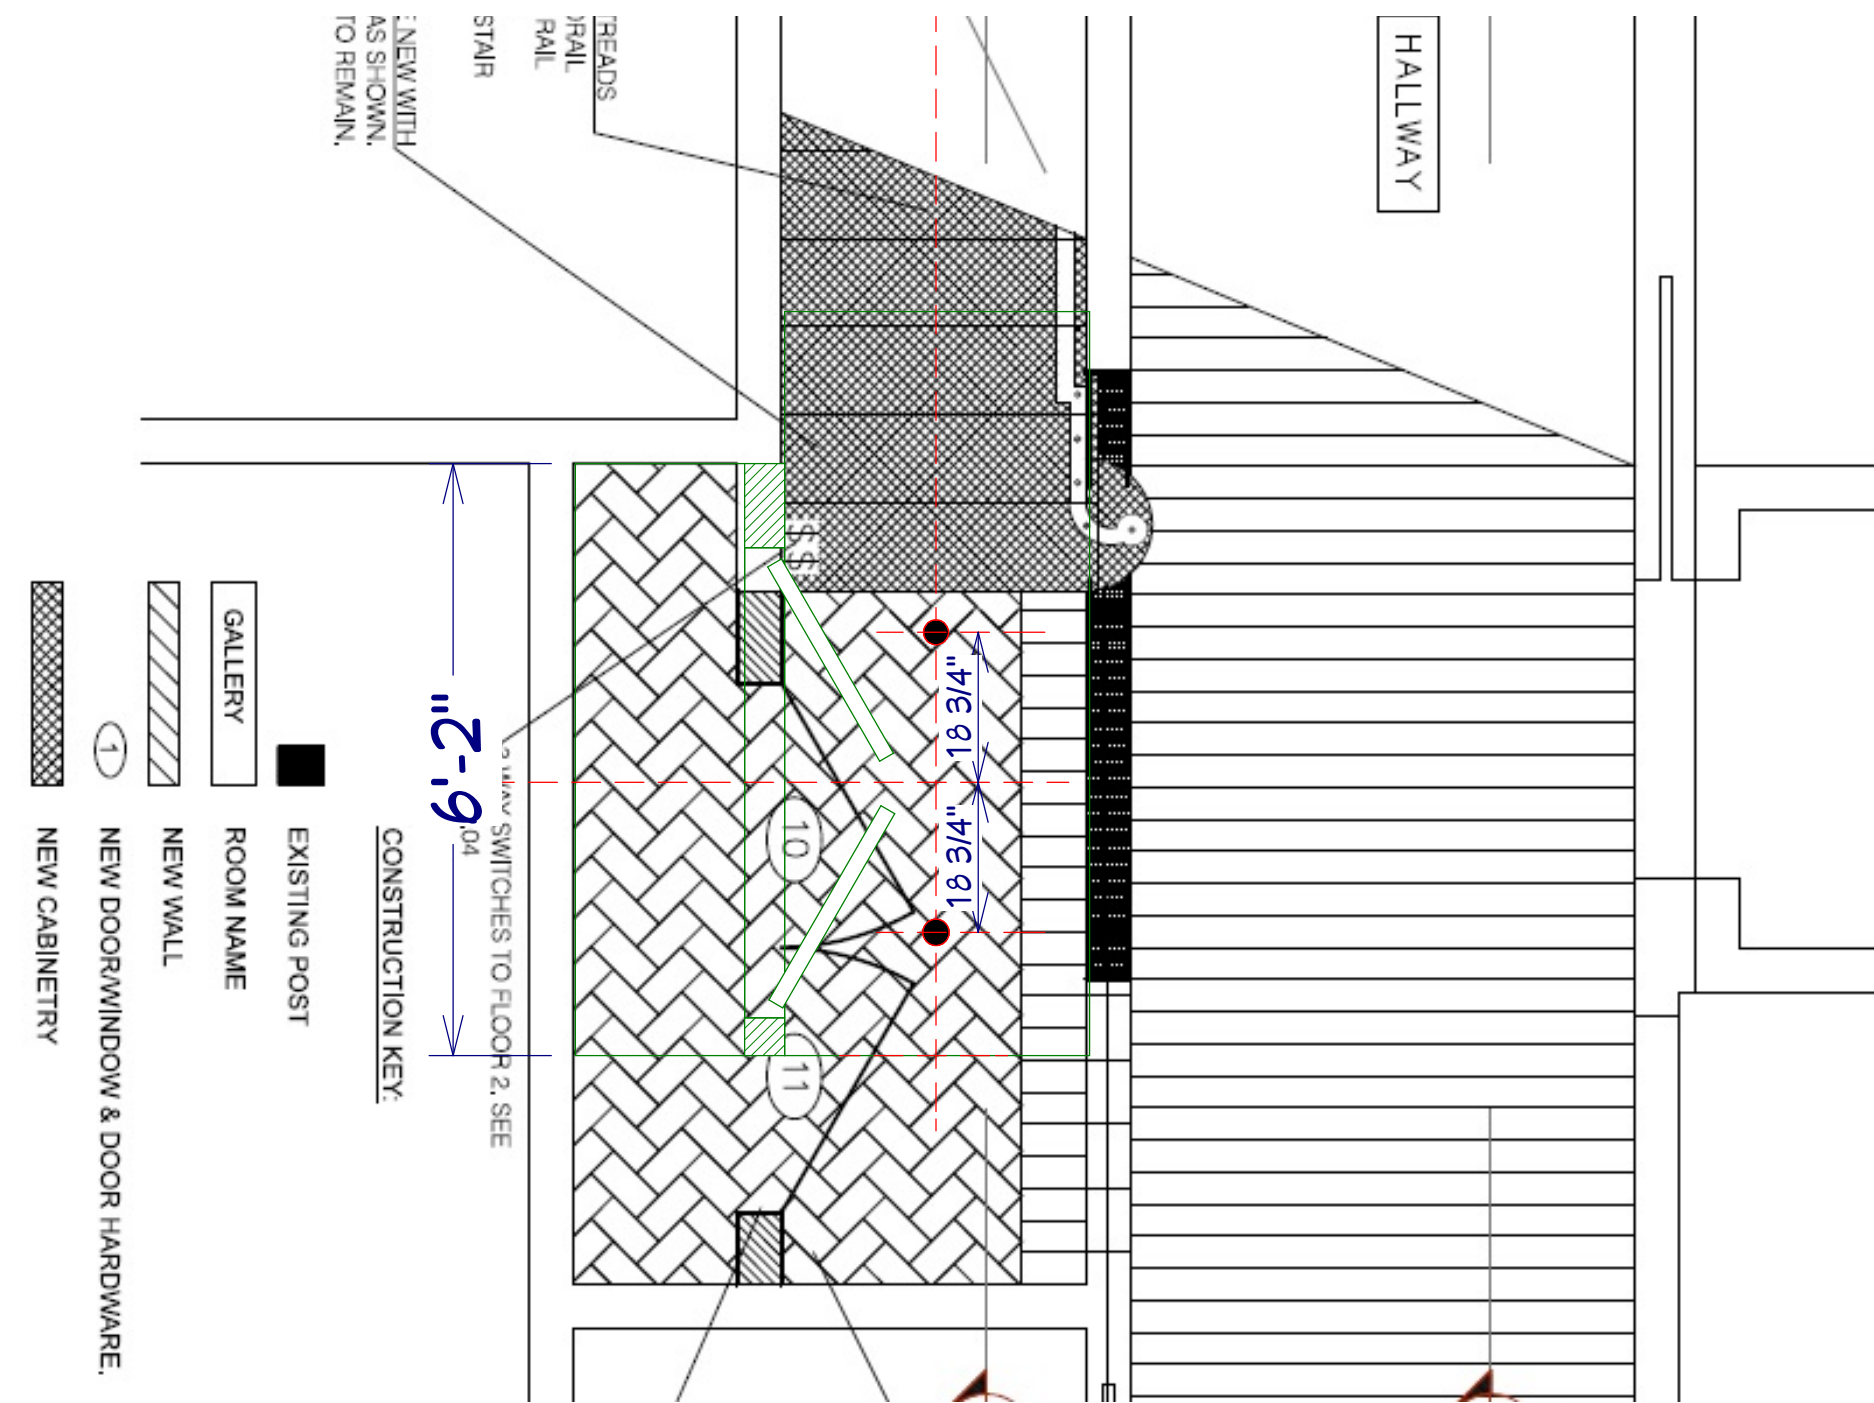 TREADS
DRAIL
RAIL
STAIR
NEW WITH
AS SHOWN.
TO REMAIN.
HALLWAY
$$
6'-2"
18 3/4"
18 3/4"
10
11
WAY SWITCHES TO FLOOR 2. SEE
.04
CONSTRUCTION KEY:
EXISTING POST
GALLERY
ROOM NAME
NEW WALL
1
NEW DOOR/WINDOW & DOOR HARDWARE.
NEW CABINETRY